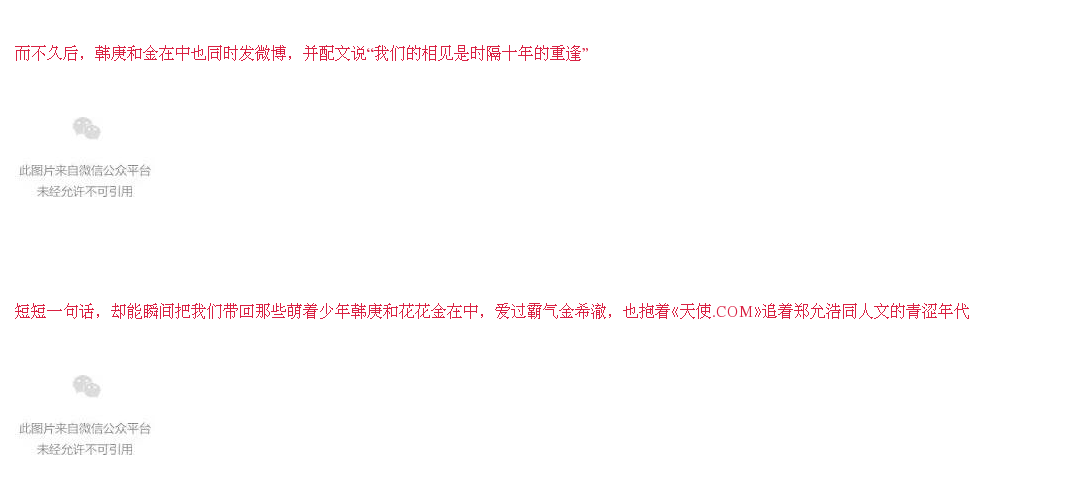 而不久后，韩庚和金在中也同时发微博，并配文说“我们的相见是时隔十年的重逢”
此图片来自微信公众平台
未经允许不可引用
短短一句话，却能瞬间把我们带回那些萌着少年韩庚和花花金在中，爱过霸气金希澈，也抱着《天使.COM》追着郑允浩同人文的青涩年代
此图片来自微信公众平台
未经允许不可引用